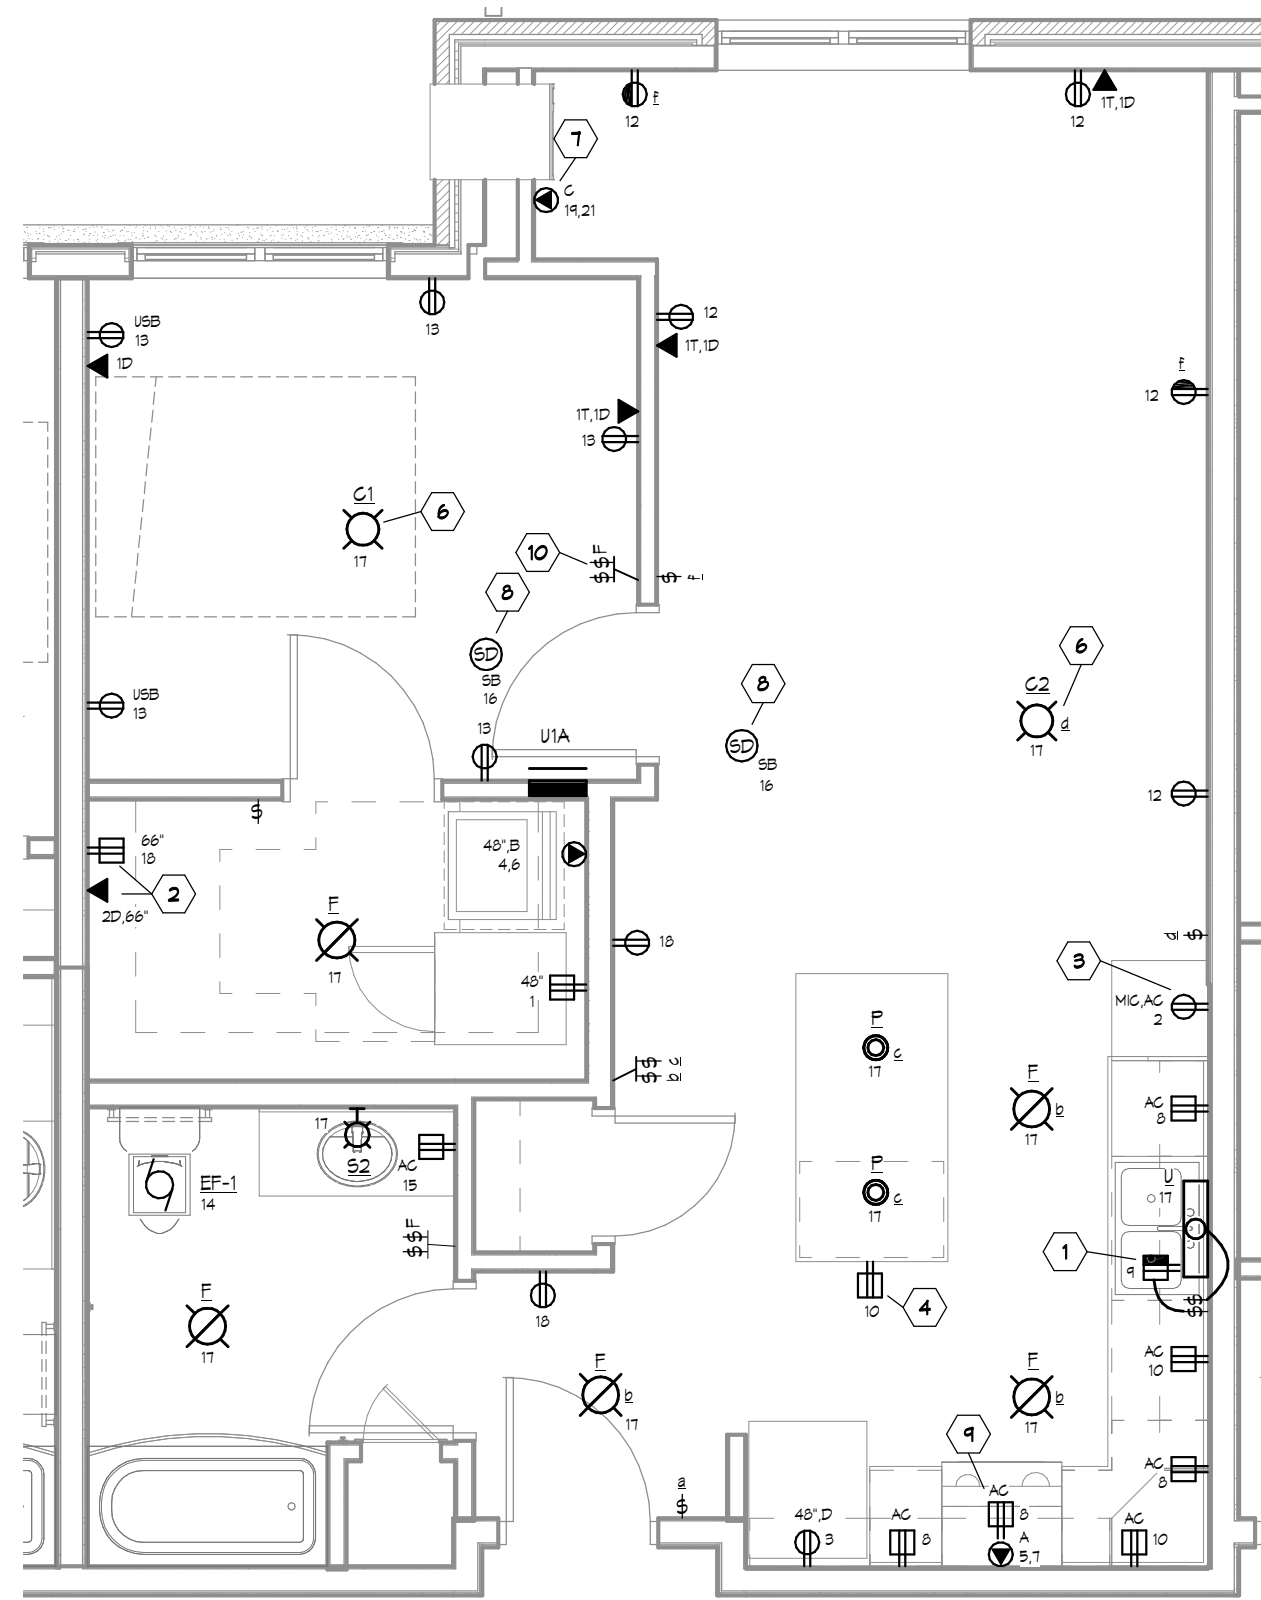 f
12
12
1T,1D
7
C
19,21
USB
13
1D
13
12
1T,1D
1T,1D
13
f
12
C1
6
17
10
$$F
$ f
8
SD
SB
16
6
8
C2
d
17
SD
SB
16
USB
13
13
U1A
12
$
66"
18
2
2D,66"
48",B
4,6
F
17
48"
1
18
d $
3
MIC,AC
2
P
c
17
F
b
17
AC
8
$ c
$ b
17
S2
AC
15
EF-1
14
$$F
P
c
17
U
17
1
9
$$
F
17
18
10
4
AC
10
F
b
17
F
b
17
9
AC
8
a
$
48",D
3
AC
8
AC
8
A
5,7
AC
10